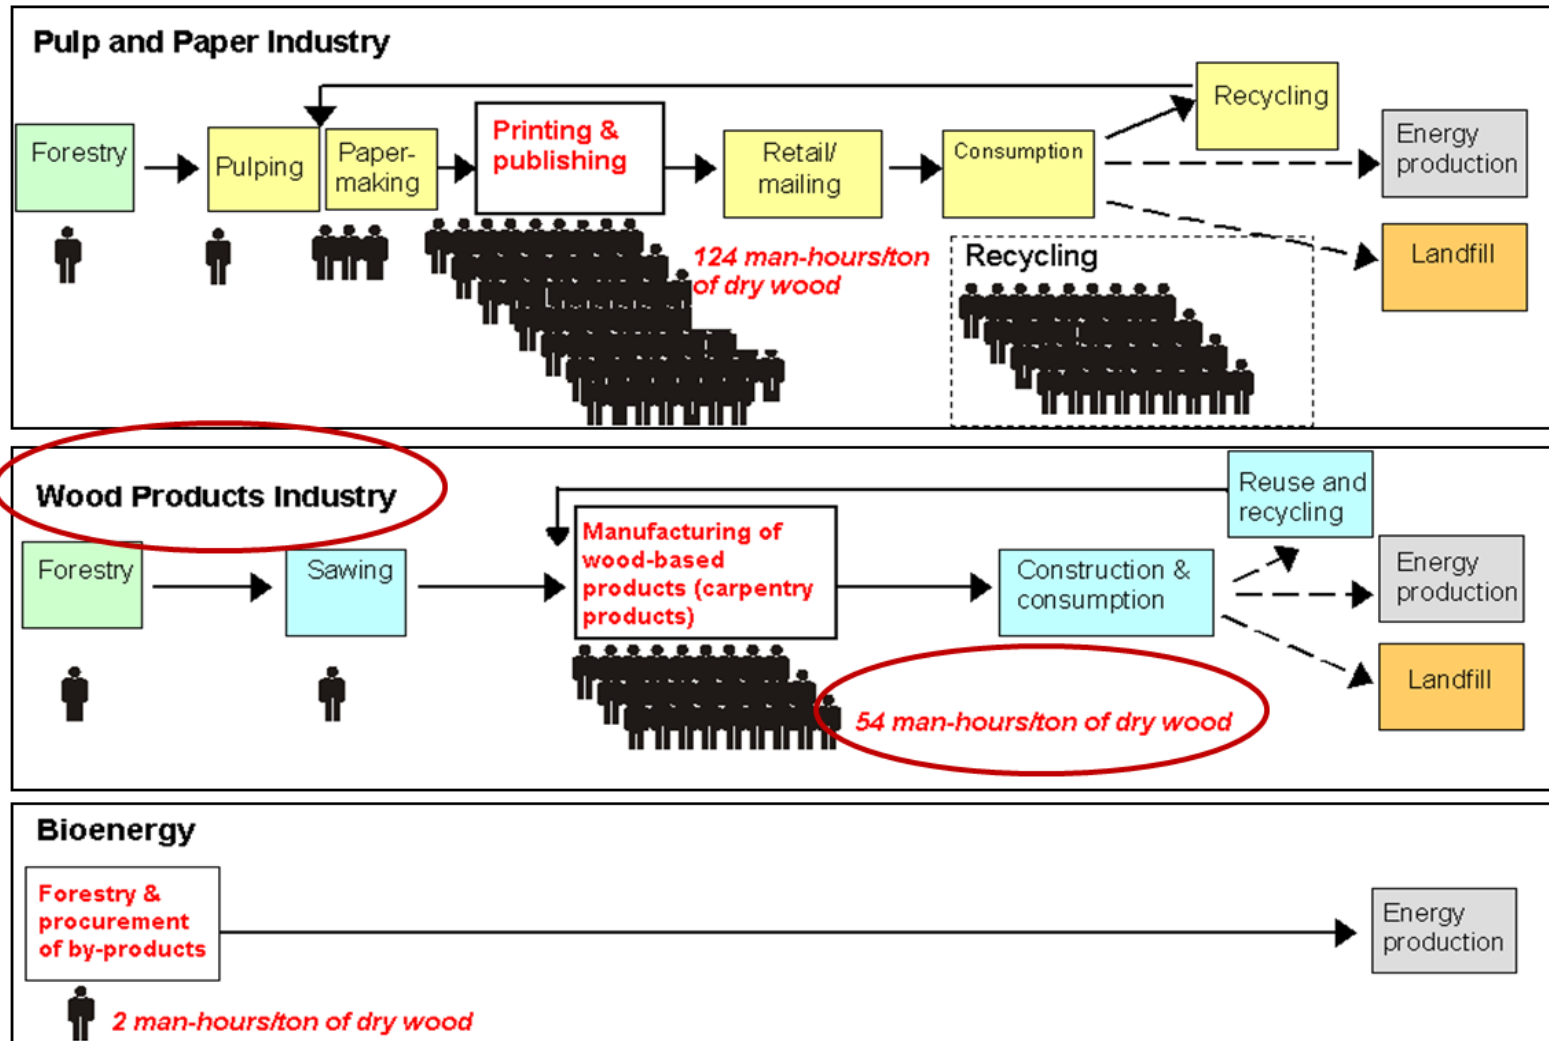 Pulp and Paper Industry
Recycling
Forestry
Pulping
Paper-
making
Printing &
publishing
Retail/
mailing
Consumption
Energy
production
124 man-hours/ton
of dry wood
Recycling
Landfill
Wood Products Industry
Reuse and
recycling
Forestry
Sawing
Manufacturing of
wood-based
products (carpentry
products)
Construction &
consumption
Energy
production
Landfill
54 man-hours/ton of dry wood
Bioenergy
Forestry &
procurement
of by-products
Energy
production
2 man-hours/ton of dry wood